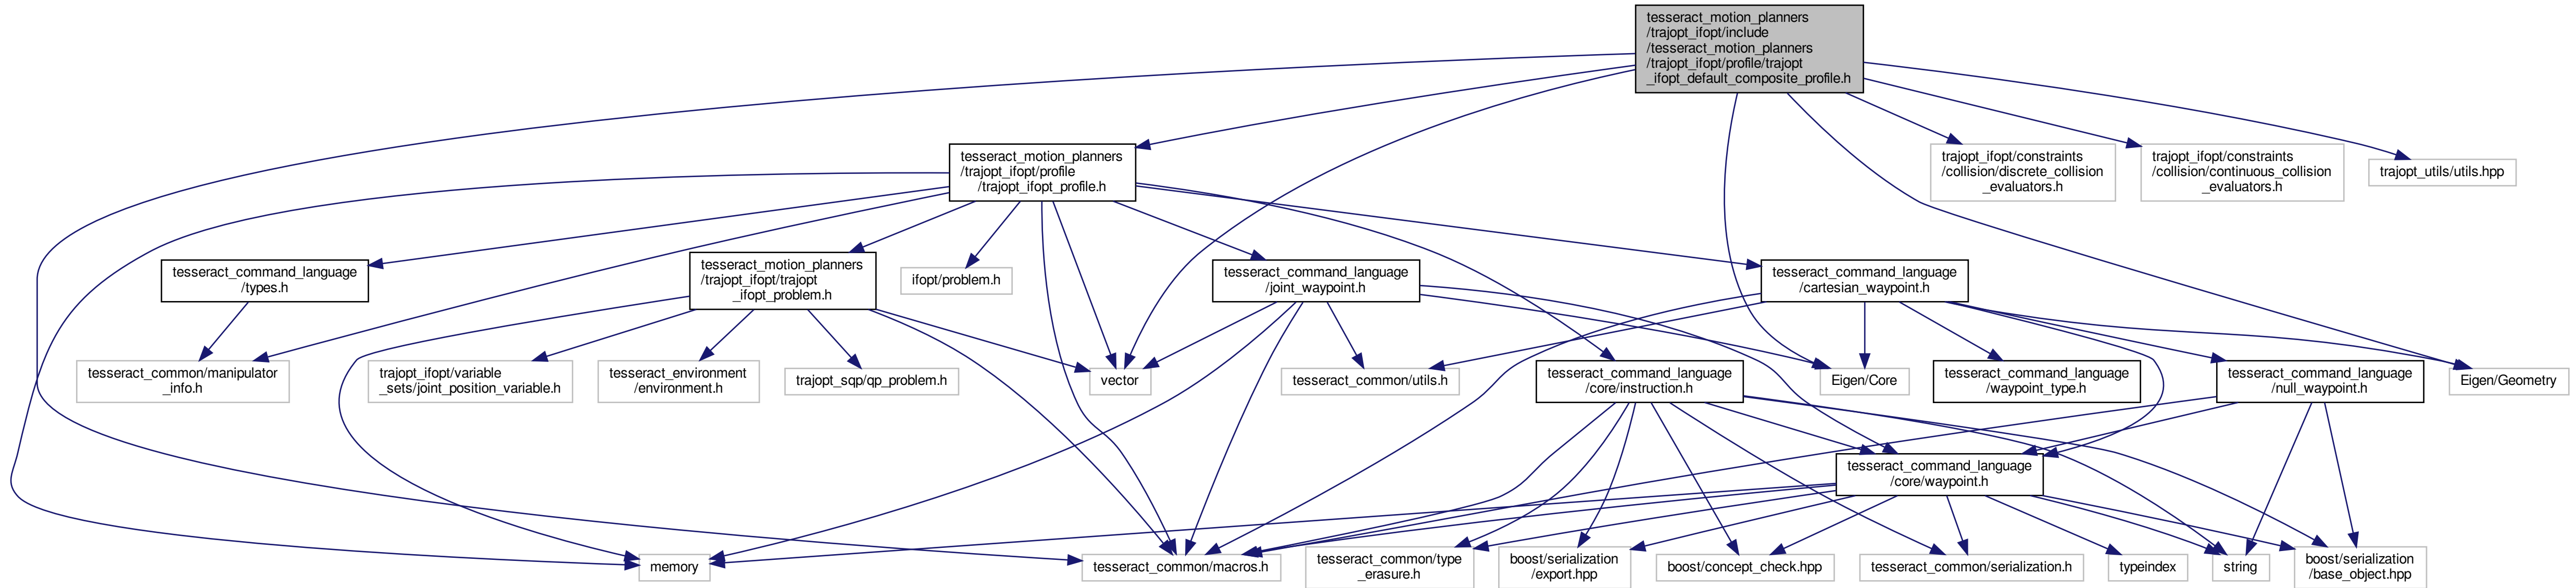 tesseract_motion_planners
/trajopt_ifopt/include
/tesseract_motion_planners
/trajopt_ifopt/profile/trajopt
_ifopt_default_composite_profile.h
tesseract_motion_planners
/trajopt_ifopt/profile
/trajopt_ifopt_profile.h
trajopt_ifopt/constraints
/collision/discrete_collision
_evaluators.h
trajopt_ifopt/constraints
/collision/continuous_collision
_evaluators.h
trajopt_utils/utils.hpp
tesseract_command_language
/types.h
tesseract_motion_planners
/trajopt_ifopt/trajopt
_ifopt_problem.h
ifopt/problem.h
tesseract_command_language
/joint_waypoint.h
tesseract_command_language
/cartesian_waypoint.h
tesseract_common/manipulator
_info.h
trajopt_ifopt/variable
_sets/joint_position_variable.h
tesseract_environment
/environment.h
trajopt_sqp/qp_problem.h
vector
tesseract_common/utils.h
tesseract_command_language
/core/instruction.h
Eigen/Core
tesseract_command_language
/waypoint_type.h
tesseract_command_language
/null_waypoint.h
Eigen/Geometry
tesseract_command_language
/core/waypoint.h
memory
tesseract_common/macros.h
tesseract_common/type
_erasure.h
boost/serialization
/export.hpp
boost/concept_check.hpp
tesseract_common/serialization.h
typeindex
string
boost/serialization
/base_object.hpp